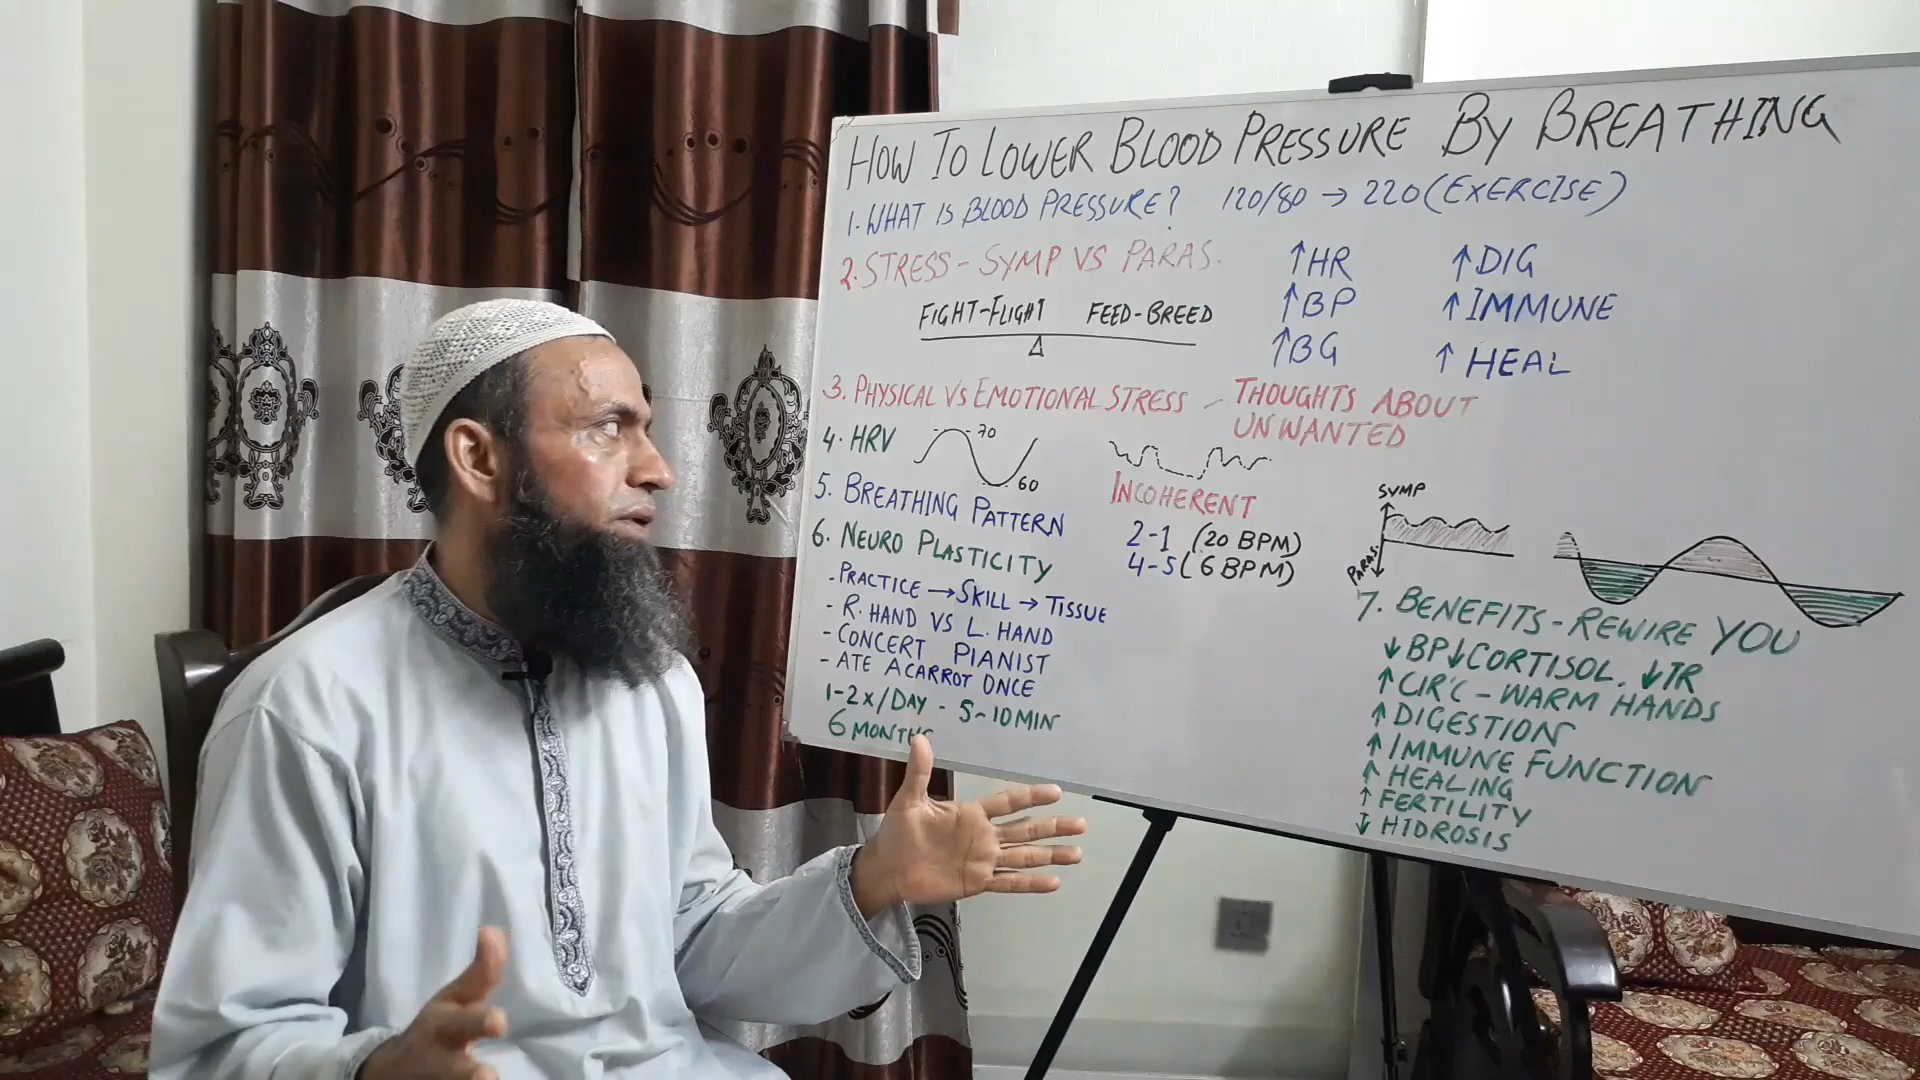 HOW TO LOWER BLOOD PRESSURE BY BREATHING
1. WHAT IS BLOOD PRESSURE? 120/80 → 220 (EXERCISE)
2. STRESS - SYMP VS PARAS.
FIGHT-FLIGHT FEED-BREED
↑HR ↑DIG
↑BP ↑IMMUNE
↑BG ↑HEAL
3. PHYSICAL VS EMOTIONAL STRESS - THOUGHTS ABOUT
UNWANTED
4. HRV 70
60
INCOHERENT
5. BREATHING PATTERN 2-1 (20 BPM)
4-5 (6 BPM)
6. NEURO PLASTICITY
- PRACTICE → SKILL → TISSUE
- R. HAND VS L. HAND
- CONCERT PIANIST
- ATE A CARROT ONCE
1-2x/DAY - 5-10 MIN
6 MONTHS
SYMP
PARAS.
7. BENEFITS - REWIRE YOU
↓BP ↓CORTISOL. ↓IR
↑CIR'C - WARM HANDS
↑DIGESTION
↑IMMUNE FUNCTION
↑HEALING
↑FERTILITY
↓HIDROSIS